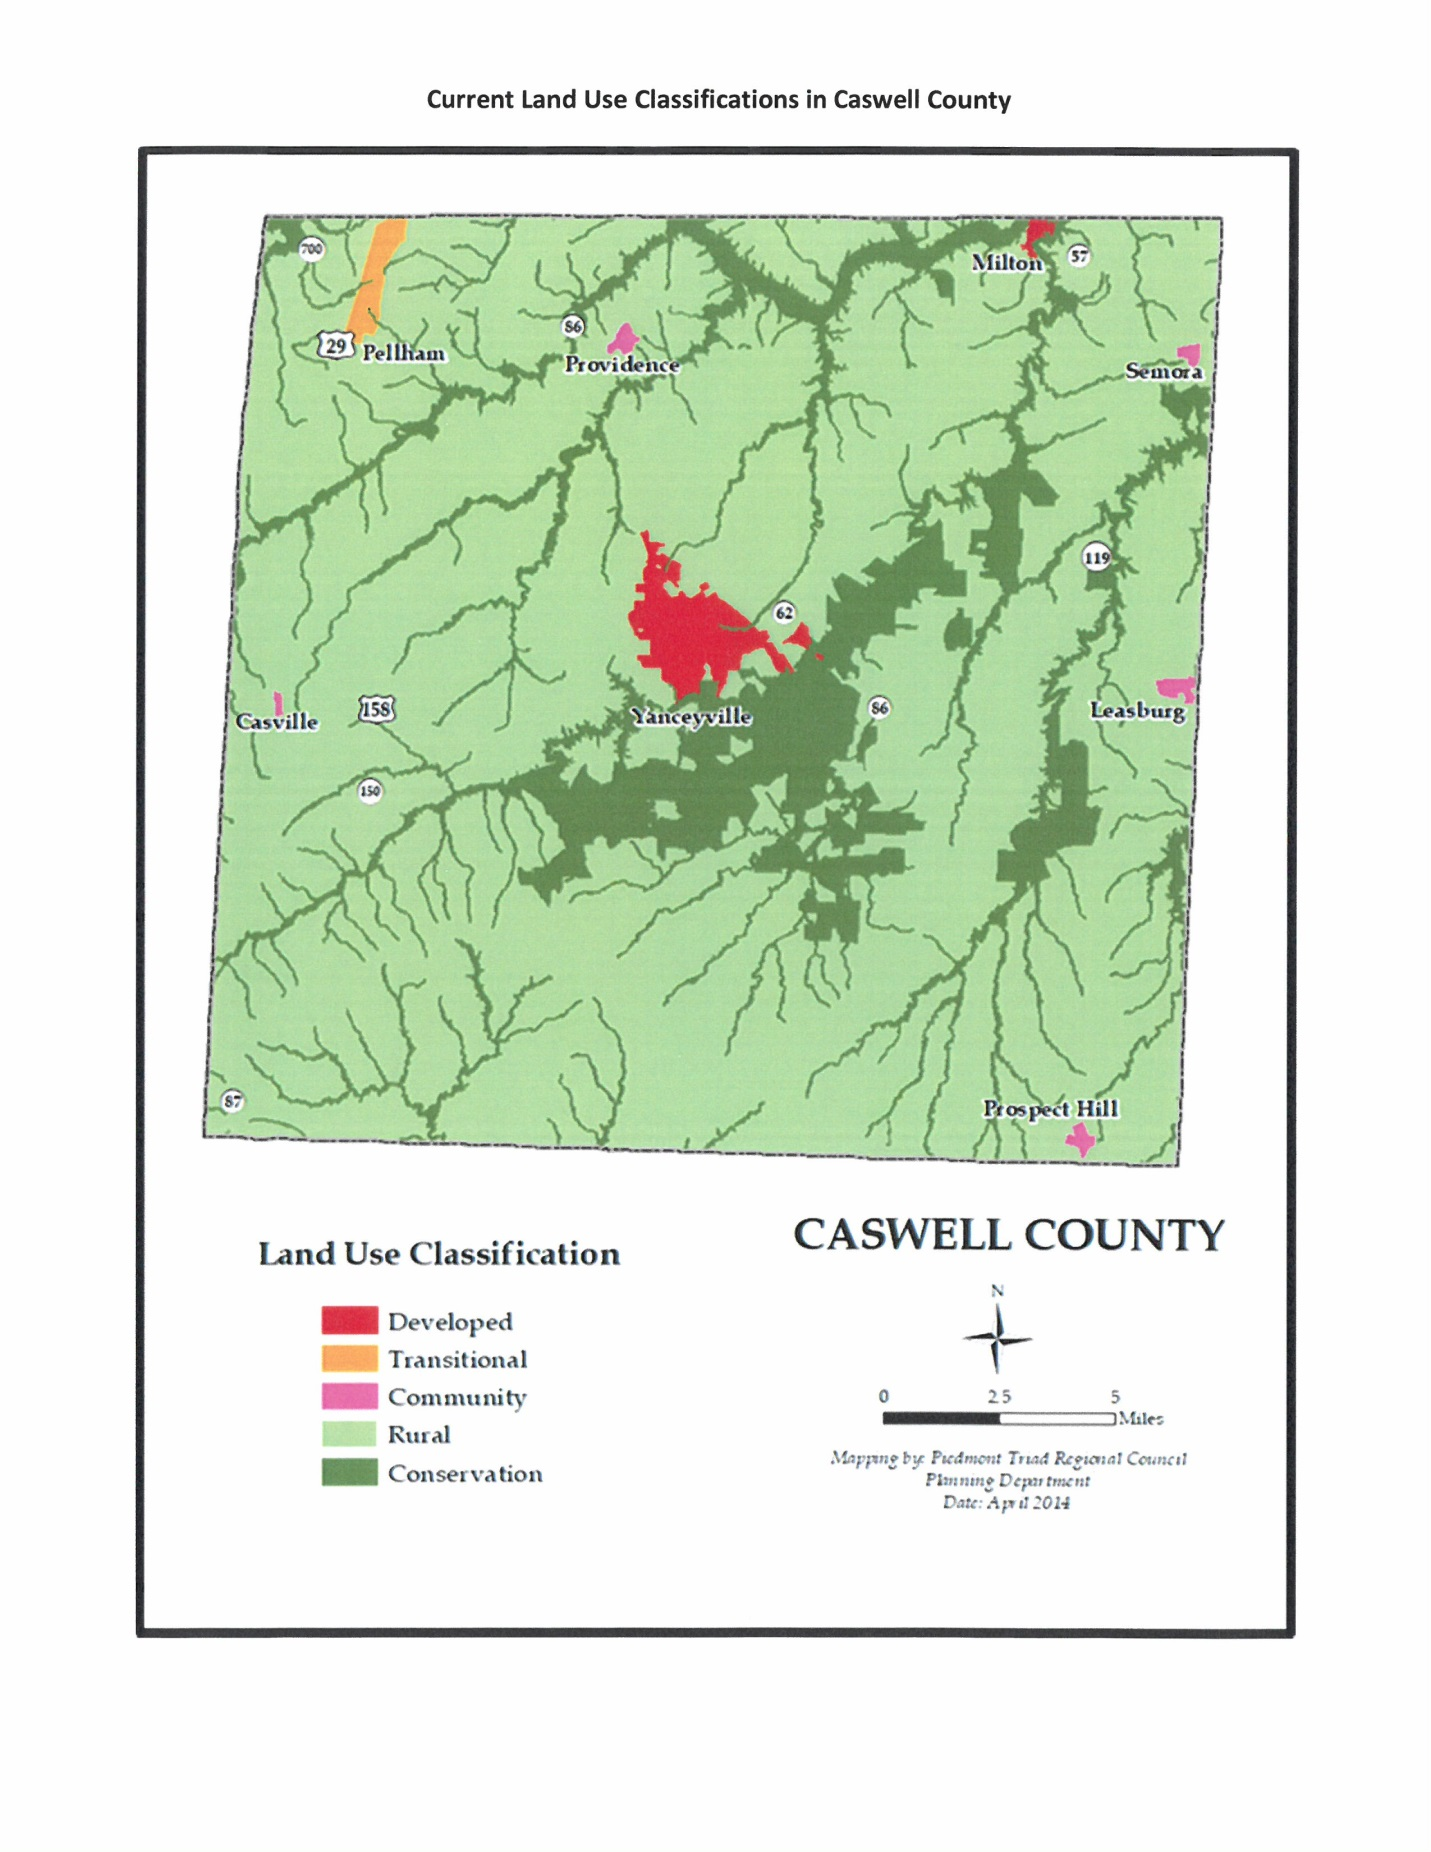 Current Land Use Classifications in Caswell County
700
Milton
57
86
29
Pellham
Providence
Semora
119
62
Casville
158
Yanceyville
86
Leasburg
150
87
Prospect Hill
CASWELL COUNTY
Land Use Classification
Developed
Transitional
Community
Rural
Conservation
N
0 2.5 5
Miles
Mapping by: Piedmont Triad Regional Council
Planning Department
Date: April 2014